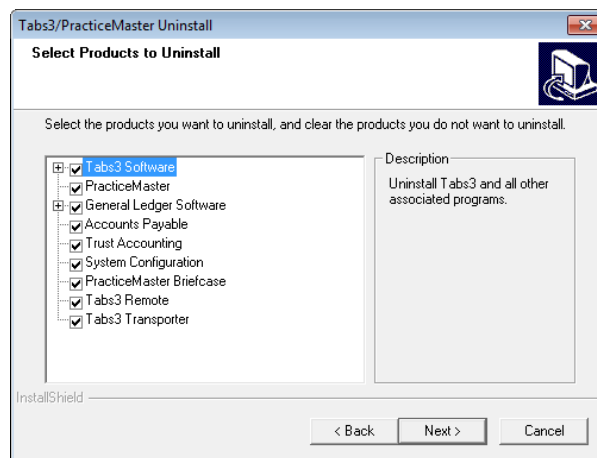 Tabs3/PracticeMaster Uninstall
Select Products to Uninstall
Select the products you want to uninstall, and clear the products you do not want to uninstall.
Tabs3 Software
PracticeMaster
General Ledger Software
Accounts Payable
Trust Accounting
System Configuration
PracticeMaster Briefcase
Tabs3 Remote
Tabs3 Transporter
Description
Uninstall Tabs3 and all other
associated programs.
InstallShield
< Back
Next >
Cancel